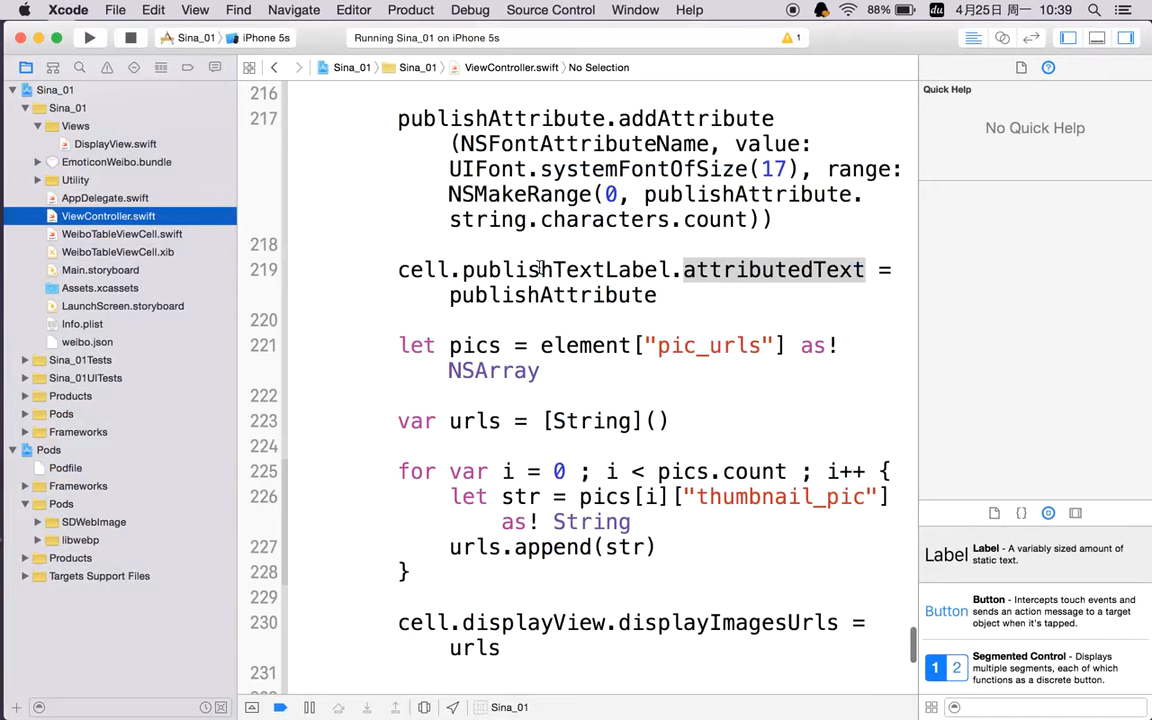 Xcode File Edit View Find Navigate Editor Product Debug Source Control Window Help 88% du 4月25日 周一 10:39
Sina_01 iPhone 5s Running Sina_01 on iPhone 5s 1
Sina_01 Sina_01 ViewController.swift No Selection
Sina_01
Sina_01
Views
DisplayView.swift
EmoticonWeibo.bundle
Utility
AppDelegate.swift
ViewController.swift
WeiboTableViewCell.swift
WeiboTableViewCell.xib
Main.storyboard
Assets.xcassets
LaunchScreen.storyboard
Info.plist
weibo.json
Sina_01Tests
Sina_01UITests
Products
Pods
Frameworks
Pods
Podfile
Frameworks
Pods
SDWebImage
libwebp
Products
Targets Support Files
216
217 publishAttribute.addAttribute
(NSFontAttributeName, value:
UIFont.systemFontOfSize(17), range:
NSMakeRange(0, publishAttribute.
string.characters.count))
218
219 cell.publishTextLabel.attributedText =
publishAttribute
220
221 let pics = element["pic_urls"] as!
NSArray
222
223 var urls = [String]()
224
225 for var i = 0 ; i < pics.count ; i++ {
226 let str = pics[i]["thumbnail_pic"]
as! String
227 urls.append(str)
228 }
229
230 cell.displayView.displayImagesUrls =
urls
231
Sina_01
Quick Help
No Quick Help
Label Label - A variably sized amount of
static text.
Button Button - Intercepts touch events and
sends an action message to a target
object when it's tapped.
1 2 Segmented Control - Displays
multiple segments, each of which
functions as a discrete button.